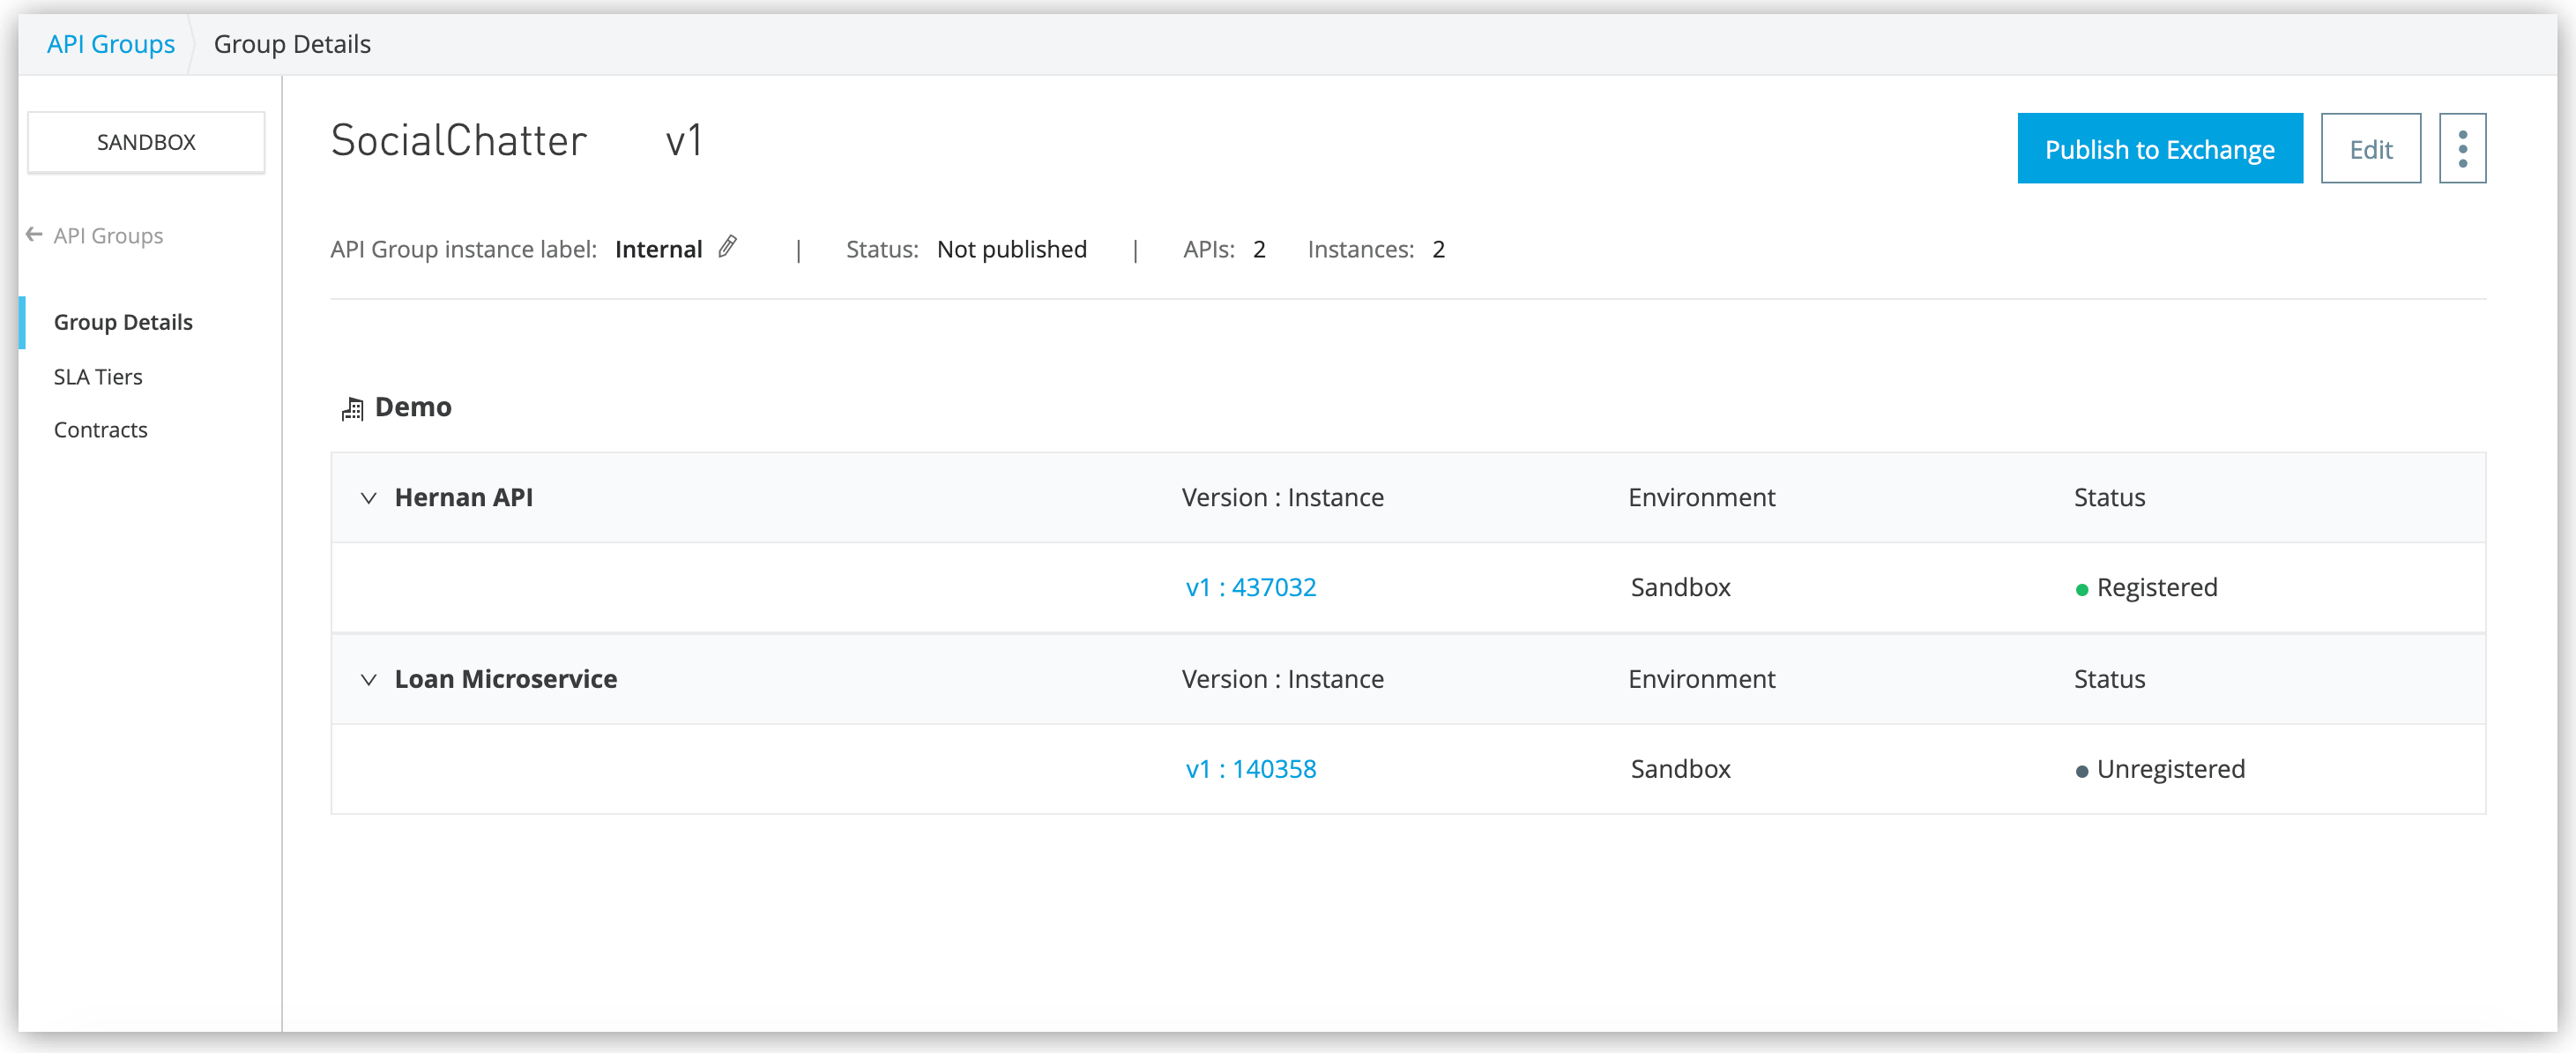 API Groups Group Details
SANDBOX
API Groups
Group Details
SLA Tiers
Contracts
SocialChatter v1
Publish to Exchange Edit
API Group instance label: Internal | Status: Not published | APIs: 2 Instances: 2
Demo
Hernan API Version : Instance Environment Status
v1 : 437032 Sandbox Registered
Loan Microservice Version : Instance Environment Status
v1 : 140358 Sandbox Unregistered